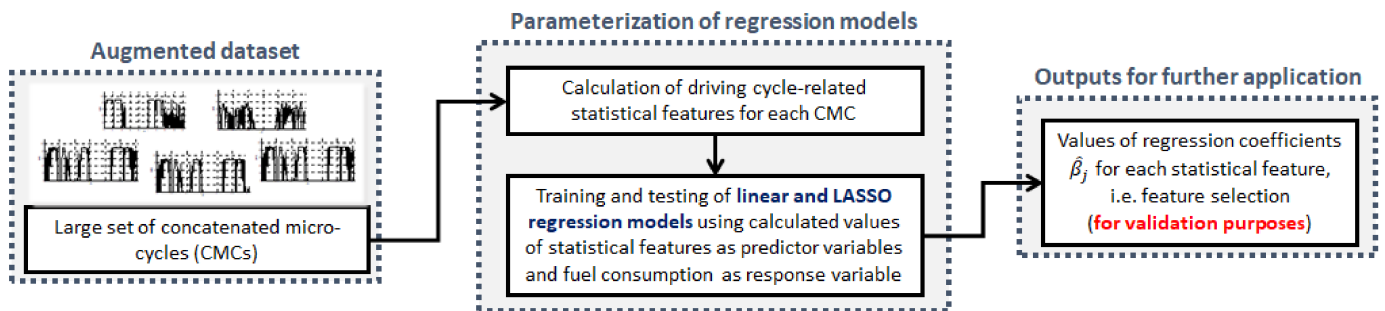 Augmented dataset
Large set of concatenated micro-
cycles (CMCs)
Parameterization of regression models
Calculation of driving cycle-related
statistical features for each CMC
Training and testing of linear and LASSO
regression models using calculated values
of statistical features as predictor variables
and fuel consumption as response variable
Outputs for further application
Values of regression coefficients
β̂j for each statistical feature,
i.e. feature selection
(for validation purposes)